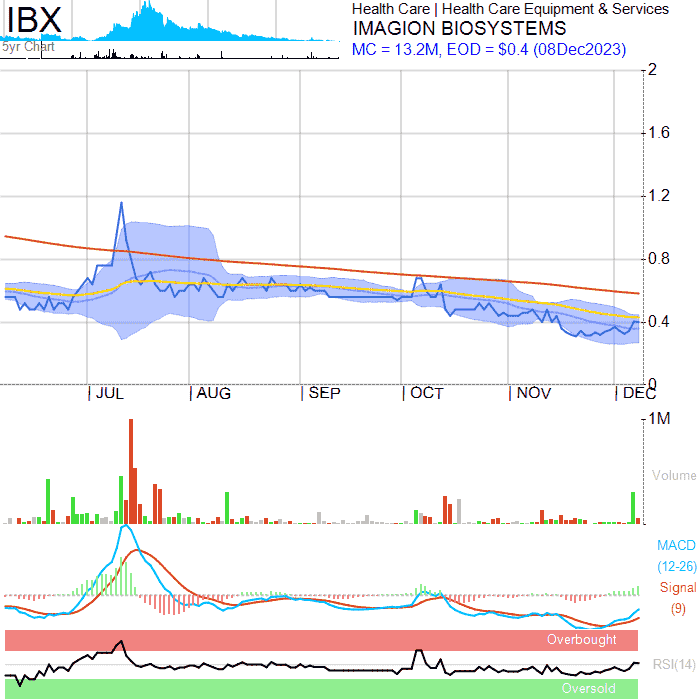 IBX
5yr Chart
Health Care | Health Care Equipment & Services
IMAGION BIOSYSTEMS
MC = 13.2M, EOD = $0.4 (08Dec2023)
2
1.6
1.2
0.8
0.4
0
JUL AUG SEP OCT NOV DEC
1M
Volume
MACD
(12-26)
Signal
(9)
Overbought
RSI(14)
Oversold